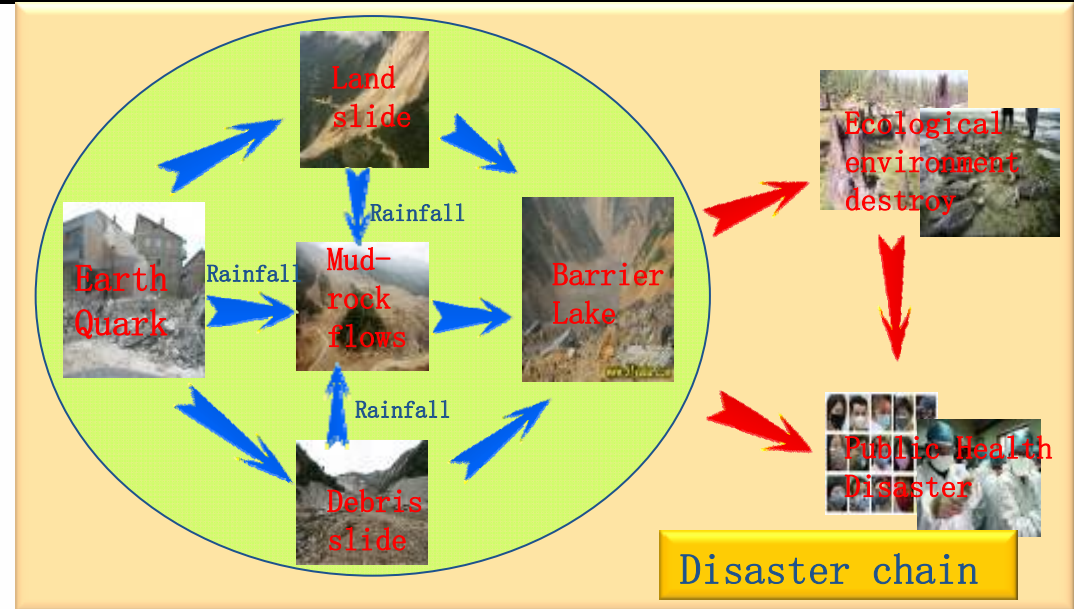 Land
slide
Rainfall
Earth
Quark
Rainfall
Mud-
rock
flows
Barrier
Lake
Rainfall
Debris
slide
Ecological
environment
destroy
Public Health
Disaster
Disaster chain